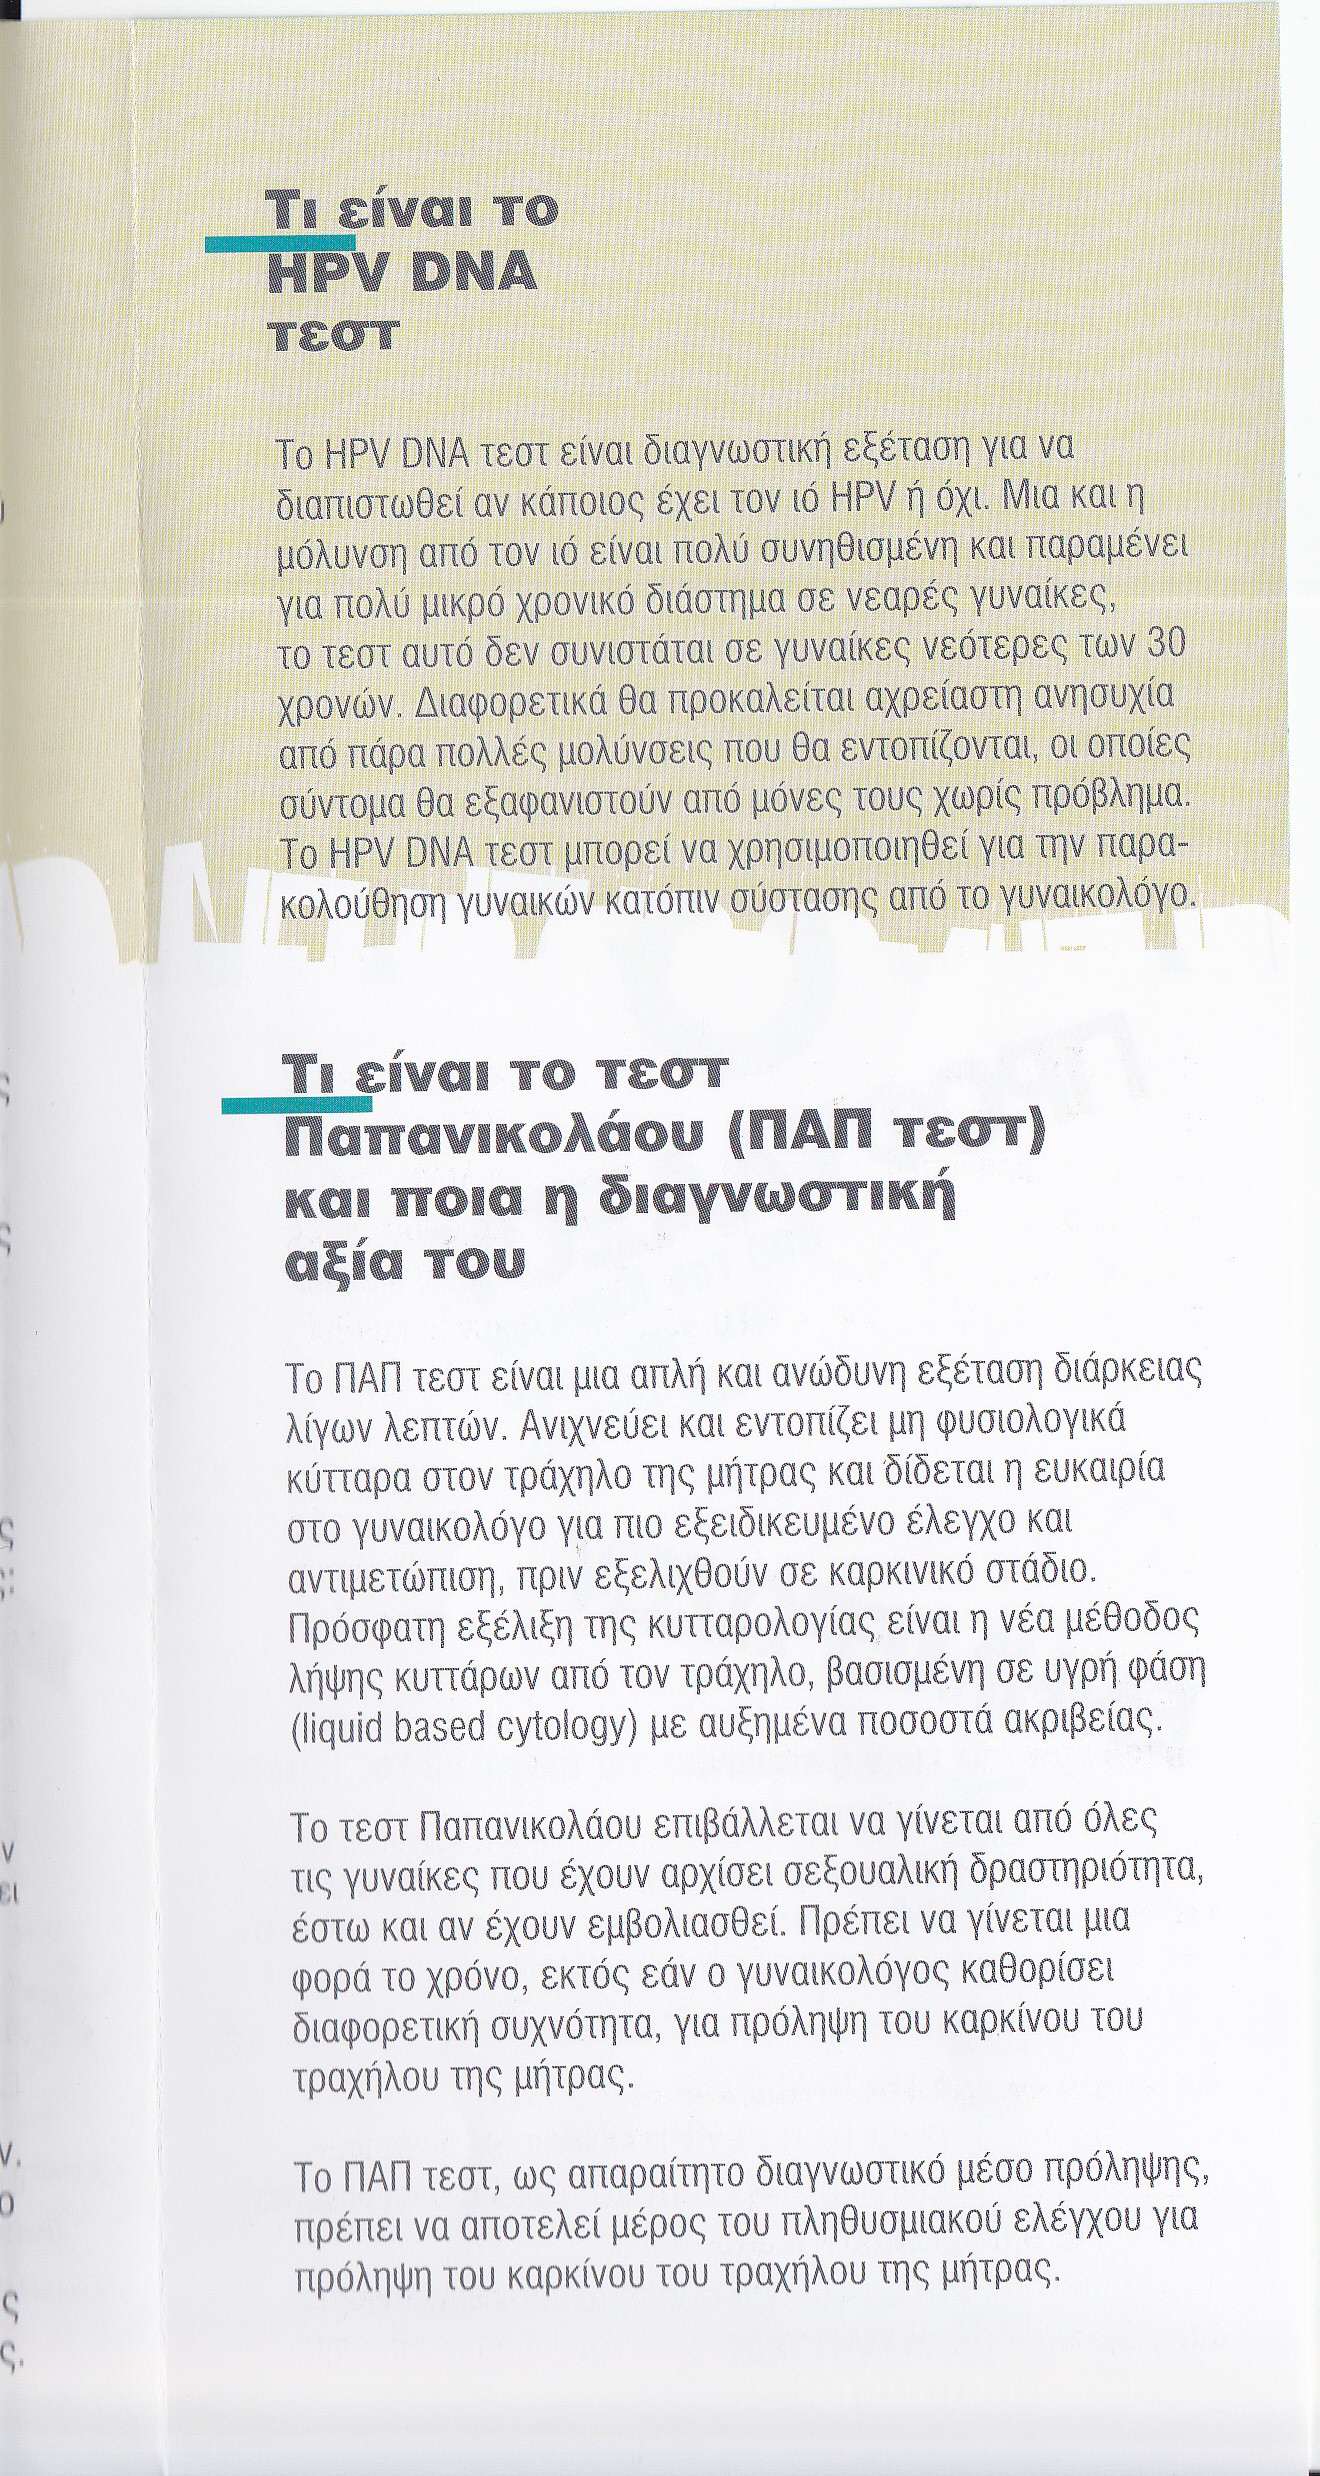 Τι είναι το
HPV DNA
τεστ
Το HPV DNA τεστ είναι διαγνωστική εξέταση για να
διαπιστωθεί αν κάποιος έχει τον ιό HPV ή όχι. Μια και η
μόλυνση από τον ιό είναι πολύ συνηθισμένη και παραμένει
για πολύ μικρό χρονικό διάστημα σε νεαρές γυναίκες,
το τεστ αυτό δεν συνιστάται σε γυναίκες νεότερες των 30
χρονών. Διαφορετικά θα προκαλείται αχρείαστη ανησυχία
από πάρα πολλές μολύνσεις που θα εντοπίζονται, οι οποίες
σύντομα θα εξαφανιστούν από μόνες τους χωρίς πρόβλημα.
Το HPV DNA τεστ μπορεί να χρησιμοποιηθεί για την παρα-
κολούθηση γυναικών κατόπιν σύστασης από το γυναικολόγο.
Τι είναι το τεστ
Παπανικολάου (ΠΑΠ τεστ)
και ποια η διαγνωστική
αξία του
Το ΠΑΠ τεστ είναι μια απλή και ανώδυνη εξέταση διάρκειας
λίγων λεπτών. Ανιχνεύει και εντοπίζει μη φυσιολογικά
κύτταρα στον τράχηλο της μήτρας και δίδεται η ευκαιρία
στο γυναικολόγο για πιο εξειδικευμένο έλεγχο και
αντιμετώπιση, πριν εξελιχθούν σε καρκινικό στάδιο.
Πρόσφατη εξέλιξη της κυτταρολογίας είναι η νέα μέθοδος
λήψης κυττάρων από τον τράχηλο, βασισμένη σε υγρή φάση
(liquid based cytology) με αυξημένα ποσοστά ακριβείας.
Το τεστ Παπανικολάου επιβάλλεται να γίνεται από όλες
τις γυναίκες που έχουν αρχίσει σεξουαλική δραστηριότητα,
έστω και αν έχουν εμβολιασθεί. Πρέπει να γίνεται μια
φορά το χρόνο, εκτός εάν ο γυναικολόγος καθορίσει
διαφορετική συχνότητα, για πρόληψη του καρκίνου του
τραχήλου της μήτρας.
Το ΠΑΠ τεστ, ως απαραίτητο διαγνωστικό μέσο πρόληψης,
πρέπει να αποτελεί μέρος του πληθυσμιακού ελέγχου για
πρόληψη του καρκίνου του τραχήλου της μήτρας.